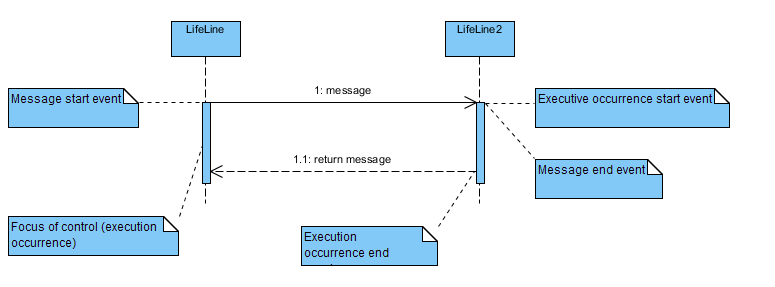 LifeLine
LifeLine2
1: message
Message start event
Executive occurrence start event
1.1: return message
Message end event
Focus of control (execution
occurrence)
Execution
occurrence end